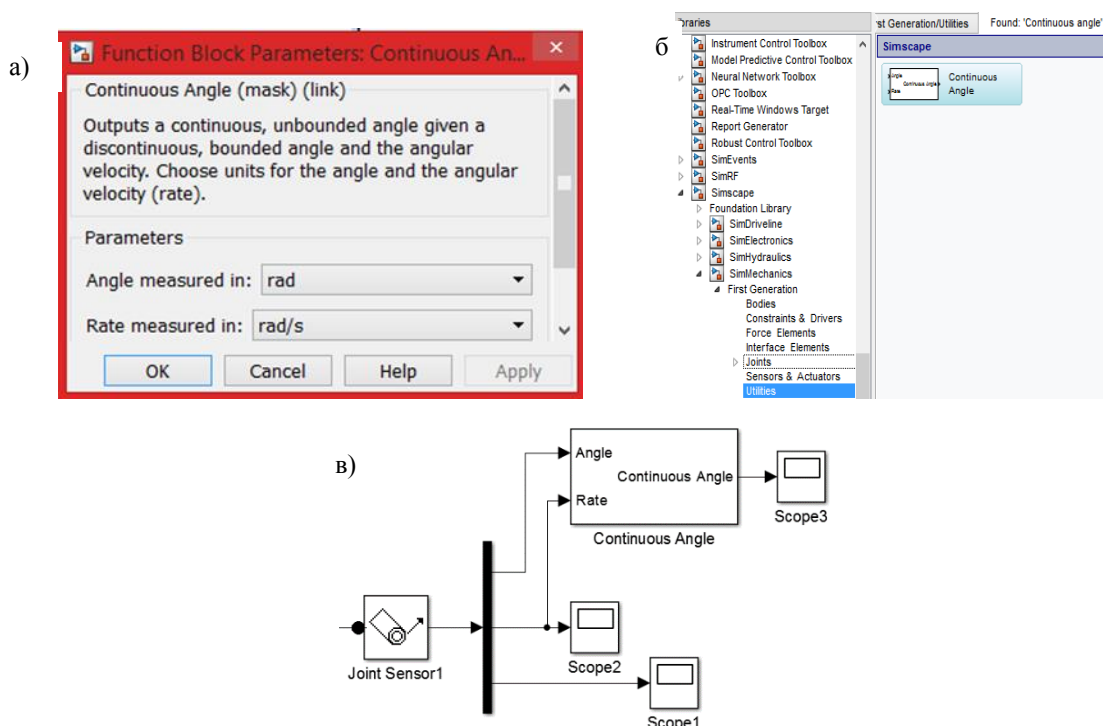 а)
Function Block Parameters: Continuous An...
Continuous Angle (mask) (link)
Outputs a continuous, unbounded angle given a
discontinuous, bounded angle and the angular
velocity. Choose units for the angle and the angular
velocity (rate).
Parameters
Angle measured in: rad
Rate measured in: rad/s
OK Cancel Help Apply
б
braries
Instrument Control Toolbox
Model Predictive Control Toolbox
Neural Network Toolbox
OPC Toolbox
Real-Time Windows Target
Report Generator
Robust Control Toolbox
SimEvents
SimRF
Simscape
Foundation Library
SimDriveline
SimElectronics
SimHydraulics
SimMechanics
First Generation
Bodies
Constraints & Drivers
Force Elements
Interface Elements
Joints
Sensors & Actuators
Utilities
rst Generation/Utilities Found: 'Continuous angle'
Simscape
Angle
Continuous Angle
Rate
Continuous
Angle
в)
Angle
Continuous Angle
Rate
Continuous Angle
Scope3
Joint Sensor1
Scope2
Scope1